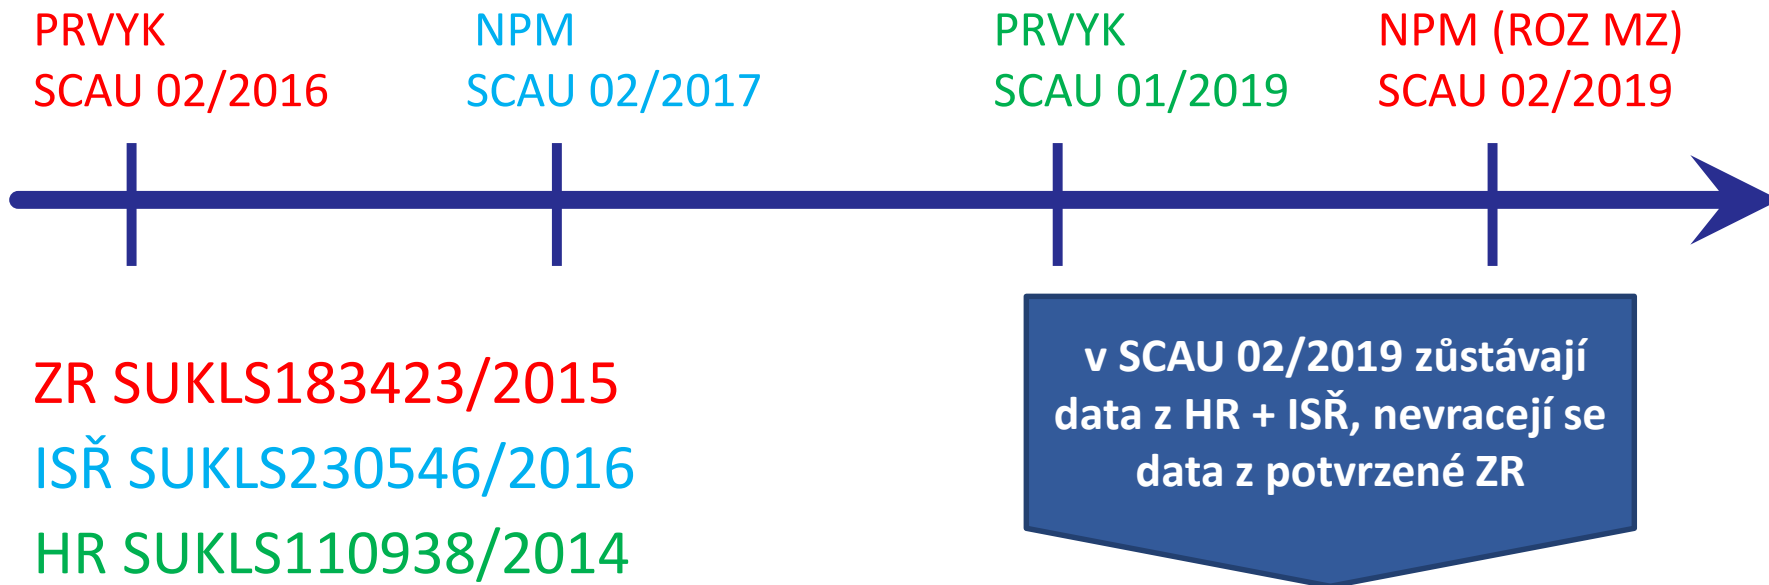 PRVYK
SCAU 02/2016
NPM
SCAU 02/2017
PRVYK
SCAU 01/2019
NPM (ROZ MZ)
SCAU 02/2019
ZR SUKLS183423/2015
ISŘ SUKLS230546/2016
HR SUKLS110938/2014
v SCAU 02/2019 zůstávají
data z HR + ISŘ, nevracejí se
data z potvrzené ZR